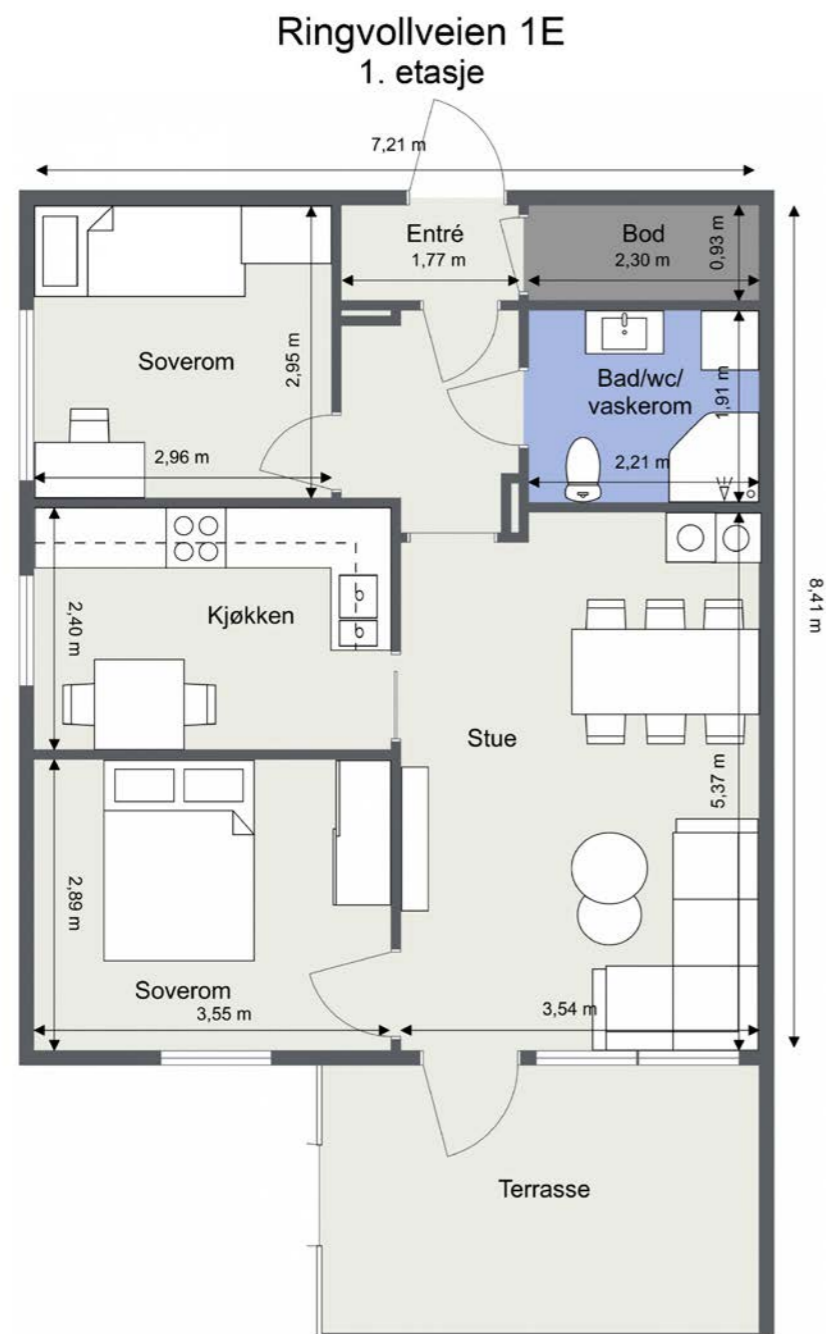 Ringvollveien 1E
1. etasje
7,21 m
Entré
1,77 m
Bod
2,30 m
0,93 m
Soverom
2,95 m
2,96 m
Bad/wc/
vaskerom
1,91 m
2,21 m
Kjøkken
2,40 m
8,41 m
Stue
5,37 m
2,89 m
Soverom
3,55 m
3,54 m
Terrasse